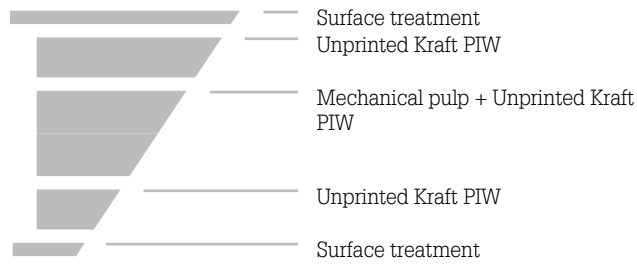 Surface treatment
Unprinted Kraft PIW
Mechanical pulp + Unprinted Kraft
PIW
Unprinted Kraft PIW
Surface treatment